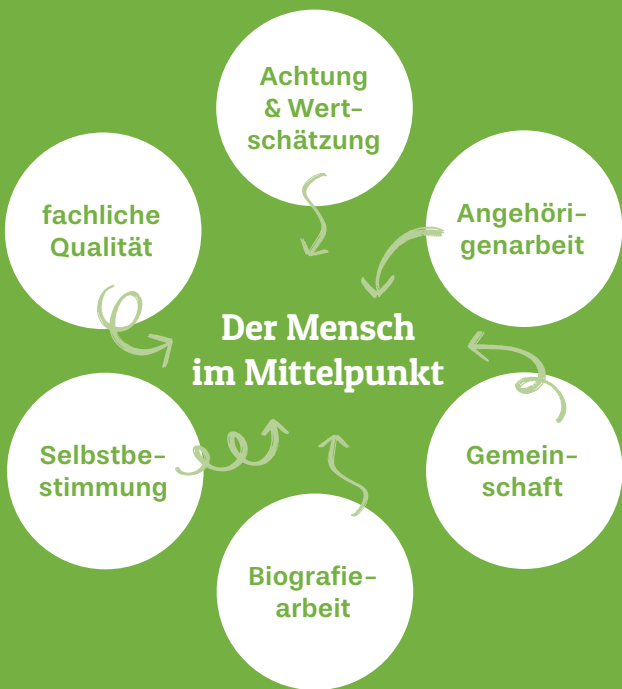 Achtung
& Wert-
schätzung
fachliche
Qualität
Angehöri-
genarbeit
Der Mensch
im Mittelpunkt
Selbstbe-
stimmung
Gemein-
schaft
Biografie-
arbeit